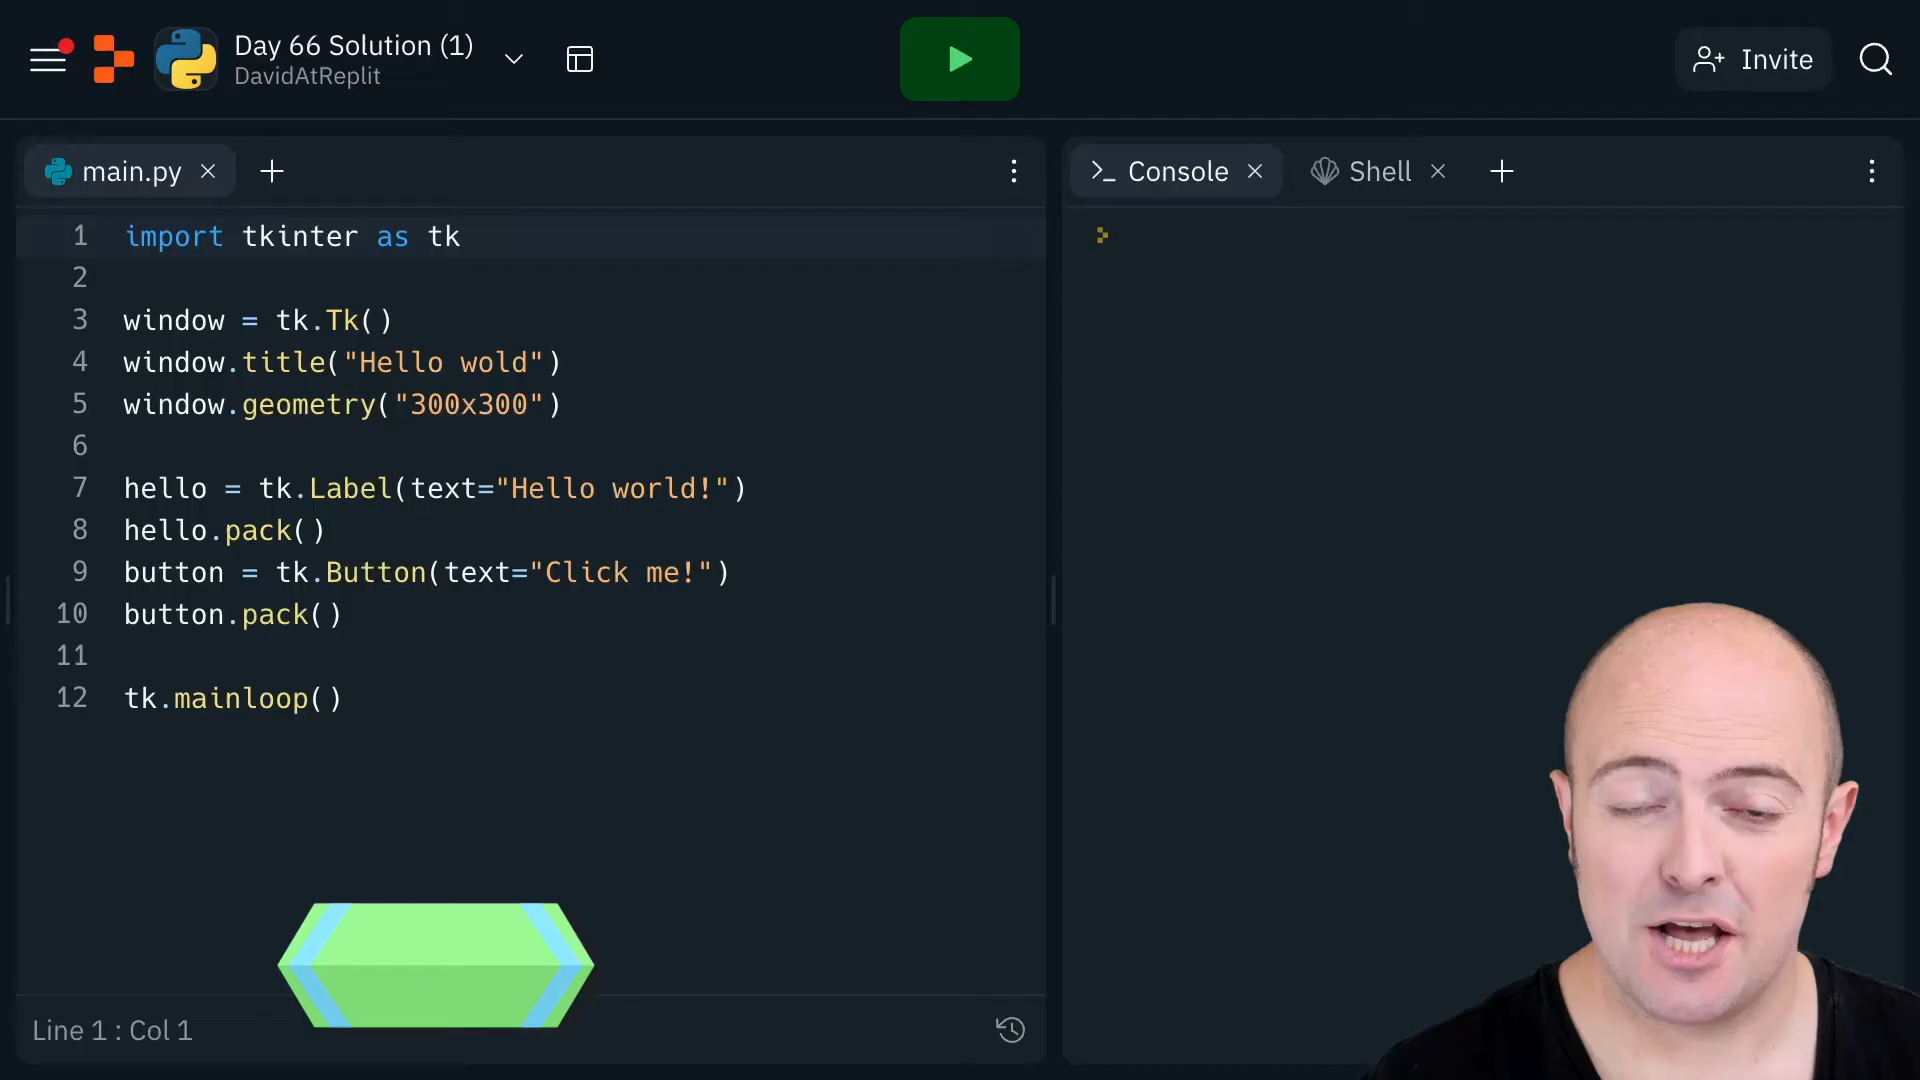 Day 66 Solution (1)
DavidAtReplit
Invite
main.py
Console
Shell
1 import tkinter as tk
2
3 window = tk.Tk()
4 window.title("Hello wold")
5 window.geometry("300x300")
6
7 hello = tk.Label(text="Hello world!")
8 hello.pack()
9 button = tk.Button(text="Click me!")
10 button.pack()
11
12 tk.mainloop()
Line 1 : Col 1